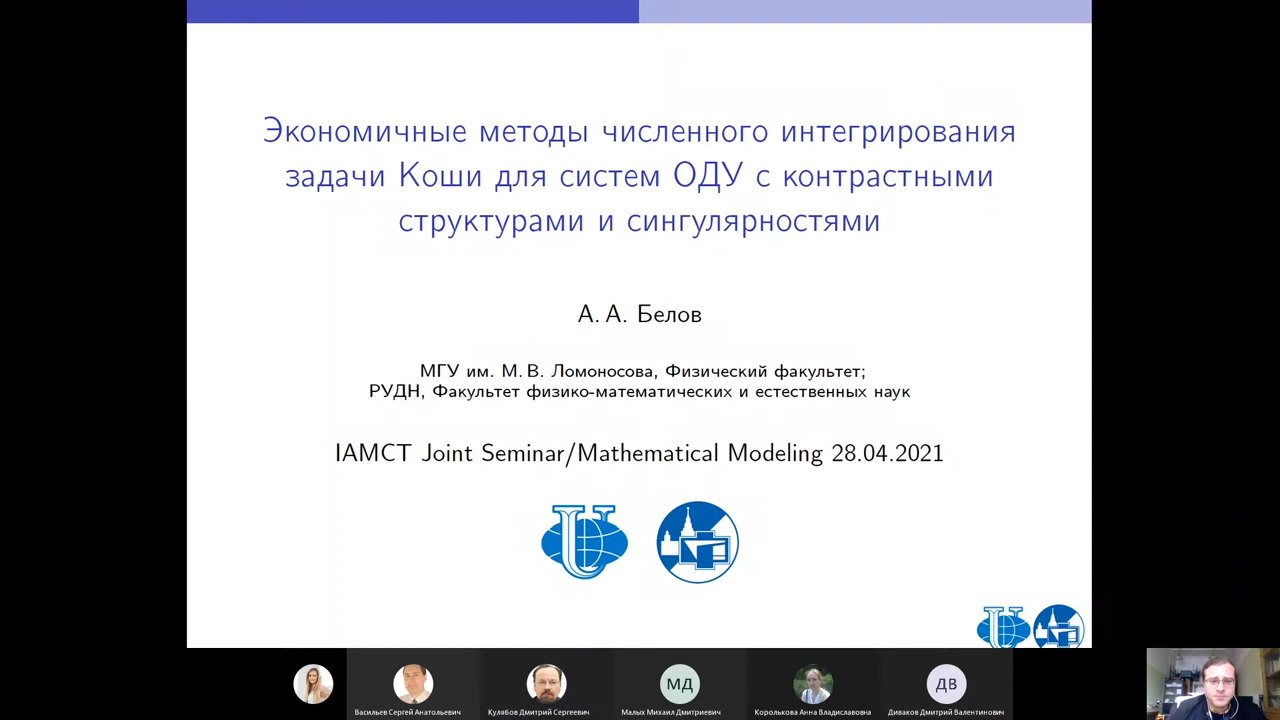 Экономичные методы численного интегрирования
задачи Коши для систем ОДУ с контрастными
структурами и сингулярностями
А. А. Белов
МГУ им. М. В. Ломоносова, Физический факультет;
РУДН, Факультет физико-математических и естественных наук
IAMCT Joint Seminar/Mathematical Modeling 28.04.2021
МД
ДВ
Васильев Сергей Анатольевич
Кулябов Дмитрий Сергеевич
Малых Михаил Дмитриевич
Королькова Анна Владиславовна
Диваков Дмитрий Валентинович